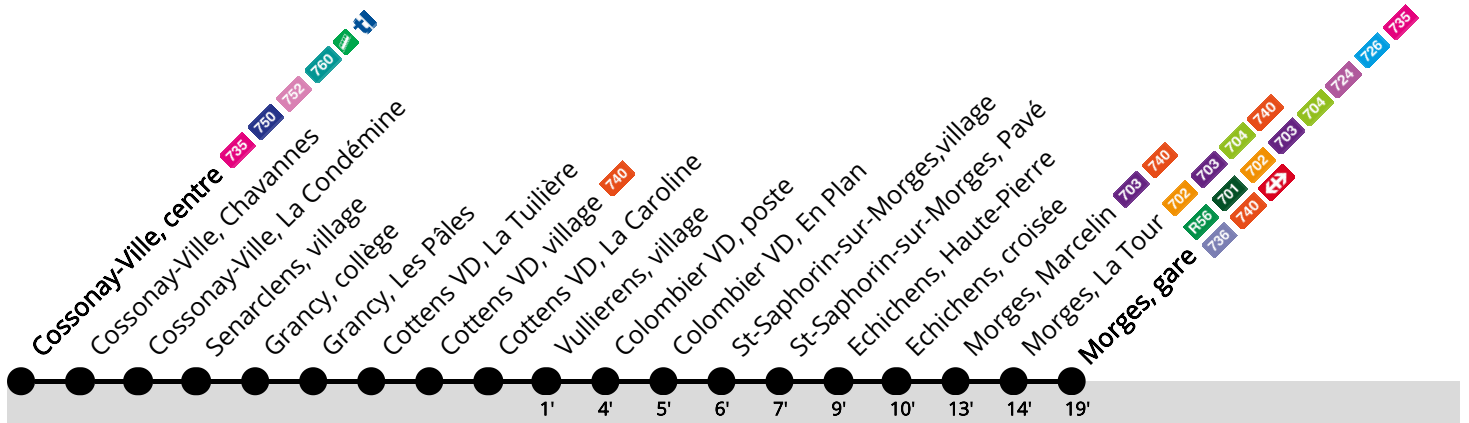 Cossonay-Ville, centre 735 750 752 760 tl
Cossonay-Ville, Chavannes
Cossonay-Ville, La Condémine
Senarclens, village
Grancy, collège
Grancy, Les Pâles
Cottens VD, La Tuilière
Cottens VD, village 740
Cottens VD, La Caroline
Vullierens, village
Colombier VD, poste
Colombier VD, En Plan
St-Saphorin-sur-Morges,village
St-Saphorin-sur-Morges, Pavé
Echichens, Haute-Pierre
Echichens, croisée
Morges, Marcelin 703 740
Morges, La Tour 702 703 704 740
Morges, gare R56 701 702 703 704 724 726 735
736 740
1' 4' 5' 6' 7' 9' 10' 13' 14' 19'